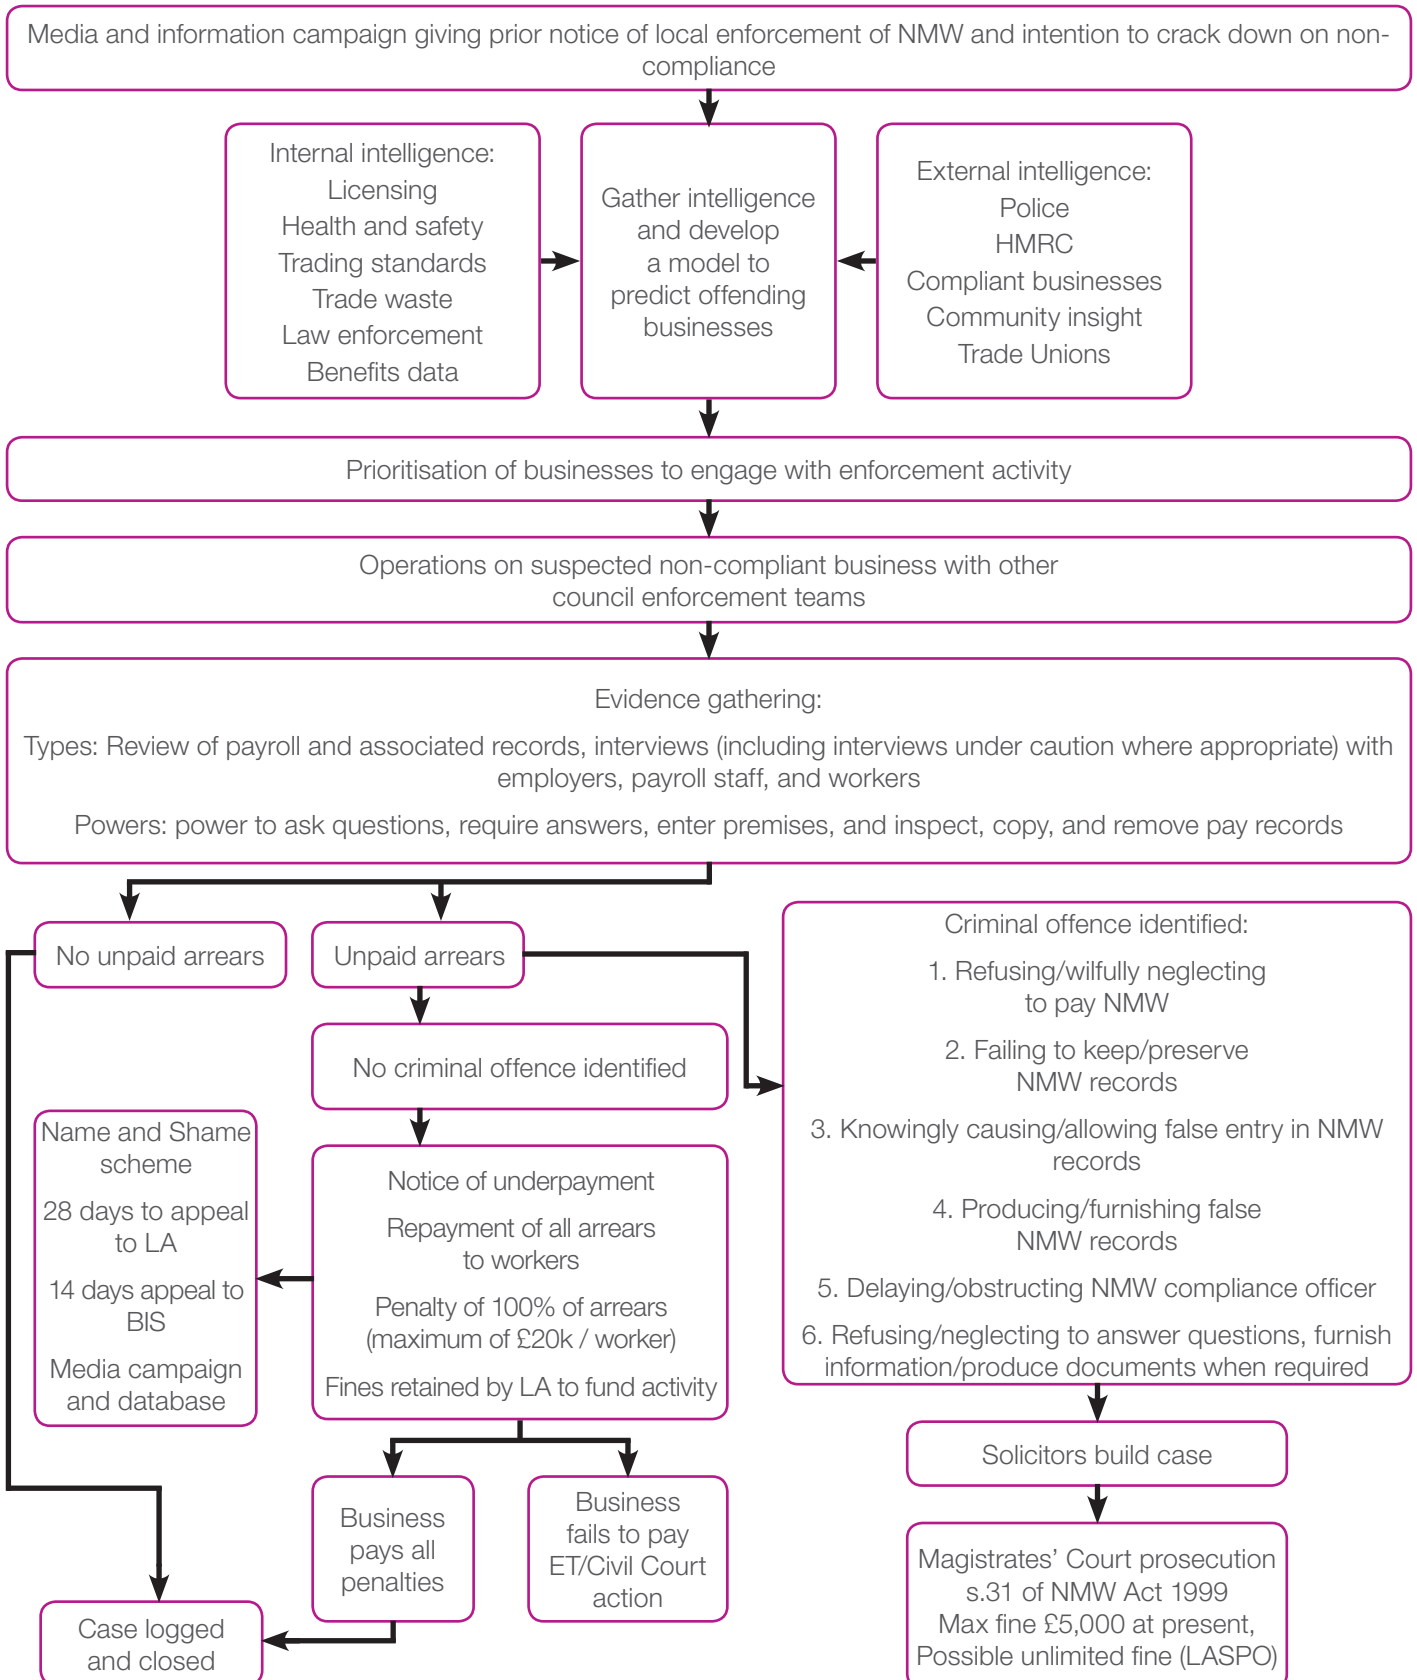 Media and information campaign giving prior notice of local enforcement of NMW and intention to crack down on non-
compliance
Internal intelligence:
Licensing
Health and safety
Trading standards
Trade waste
Law enforcement
Benefits data
Gather intelligence
and develop
a model to
predict offending
businesses
External intelligence:
Police
HMRC
Compliant businesses
Community insight
Trade Unions
Prioritisation of businesses to engage with enforcement activity
Operations on suspected non-compliant business with other
council enforcement teams
Evidence gathering:
Types: Review of payroll and associated records, interviews (including interviews under caution where appropriate) with
employers, payroll staff, and workers
Powers: power to ask questions, require answers, enter premises, and inspect, copy, and remove pay records
No unpaid arrears
Unpaid arrears
No criminal offence identified
Name and Shame
scheme
28 days to appeal
to LA
14 days appeal to
BIS
Media campaign
and database
Notice of underpayment
Repayment of all arrears
to workers
Penalty of 100% of arrears
(maximum of £20k / worker)
Fines retained by LA to fund activity
Business
pays all
penalties
Business
fails to pay
ET/Civil Court
action
Case logged
and closed
Criminal offence identified:
1. Refusing/wilfully neglecting
to pay NMW
2. Failing to keep/preserve
NMW records
3. Knowingly causing/allowing false entry in NMW
records
4. Producing/furnishing false
NMW records
5. Delaying/obstructing NMW compliance officer
6. Refusing/neglecting to answer questions, furnish
information/produce documents when required
Solicitors build case
Magistrates’ Court prosecution
s.31 of NMW Act 1999
Max fine £5,000 at present,
Possible unlimited fine (LASPO)